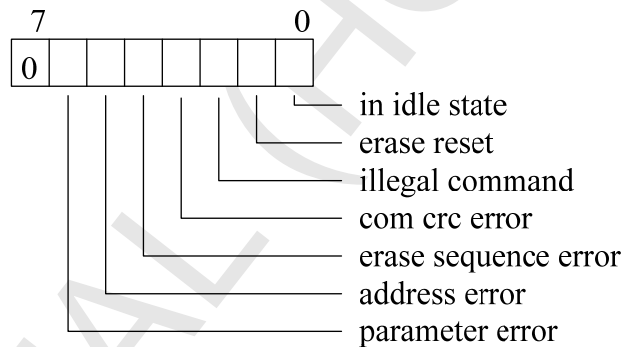 7 0
0
in idle state
erase reset
illegal command
com crc error
erase sequence error
address error
parameter error